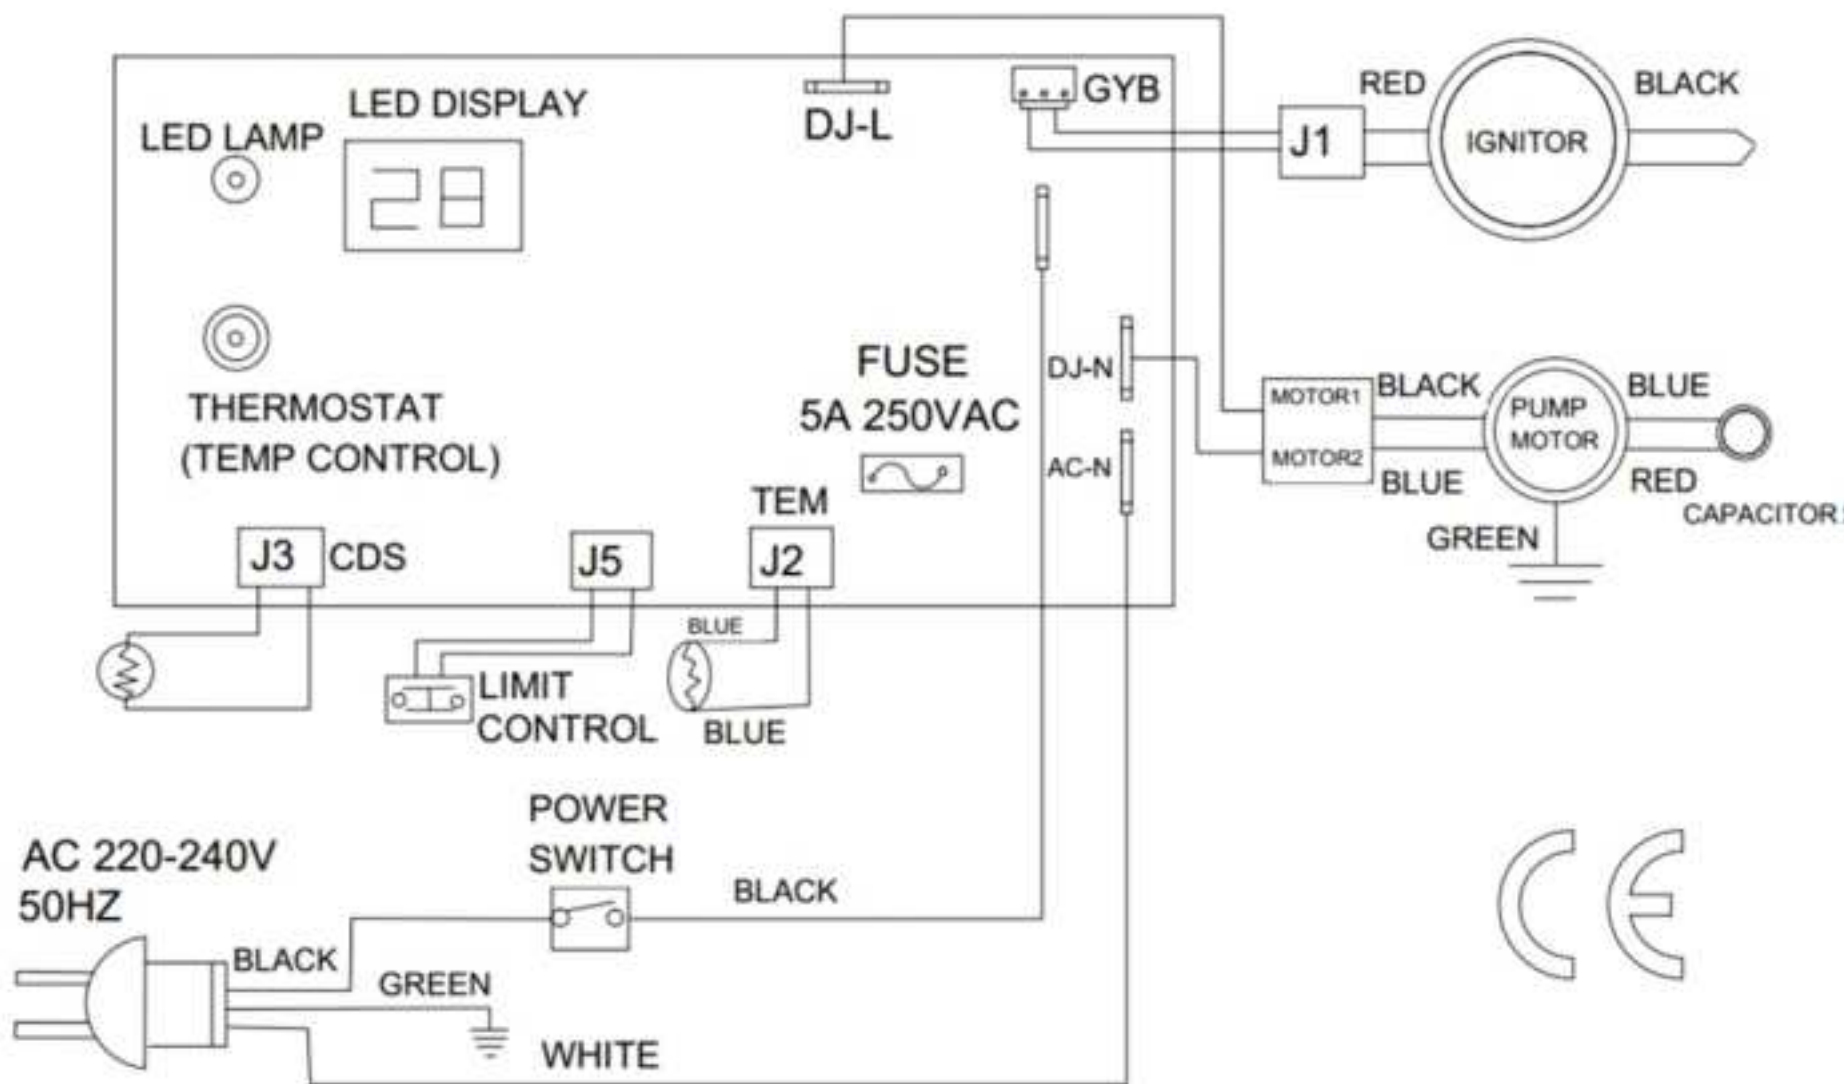 LED DISPLAY
LED LAMP
28
DJ-L
GYB
RED
BLACK
J1
IGNITOR
THERMOSTAT
(TEMP CONTROL)
FUSE
5A 250VAC
DJ-N
AC-N
MOTOR1
MOTOR2
BLACK
BLUE
PUMP
MOTOR
BLUE
RED
CAPACITOR
GREEN
J3
CDS
J5
TEM
J2
BLUE
BLUE
LIMIT
CONTROL
POWER
SWITCH
AC 220-240V
50HZ
BLACK
BLACK
GREEN
WHITE
CE